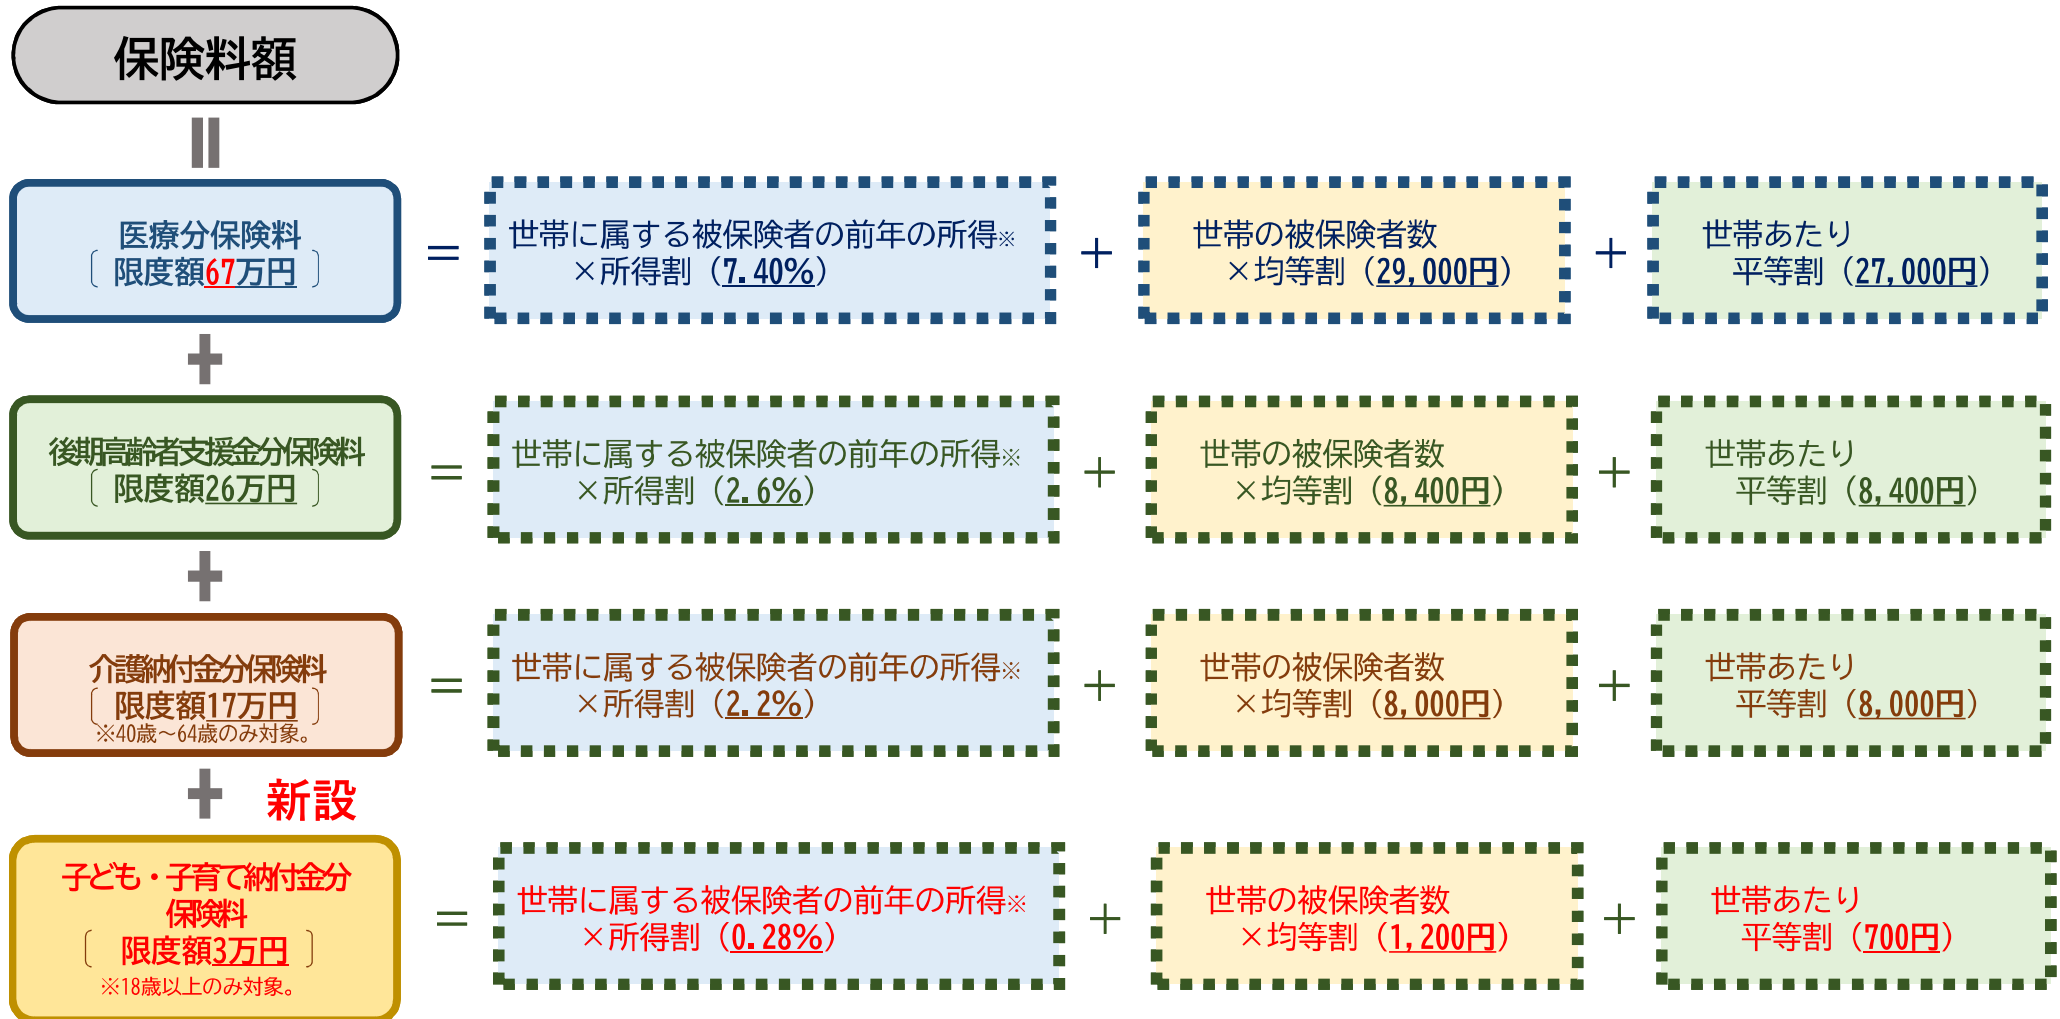 保険料額
医療分保険料
〔 限度額67万円 〕
=
世帯に属する被保険者の前年の所得※
×所得割（7.40%）
+
世帯の被保険者数
×均等割（29,000円）
+
世帯あたり
平等割（27,000円）
後期高齢者支援金分保険料
〔 限度額26万円 〕
=
世帯に属する被保険者の前年の所得※
×所得割（2.6%）
+
世帯の被保険者数
×均等割（8,400円）
+
世帯あたり
平等割（8,400円）
介護納付金分保険料
〔 限度額17万円 〕
※40歳～64歳のみ対象。
=
世帯に属する被保険者の前年の所得※
×所得割（2.2%）
+
世帯の被保険者数
×均等割（8,000円）
+
世帯あたり
平等割（8,000円）
新設
子ども・子育て納付金分
保険料
〔 限度額3万円 〕
※18歳以上のみ対象。
=
世帯に属する被保険者の前年の所得※
×所得割（0.28%）
+
世帯の被保険者数
×均等割（1,200円）
+
世帯あたり
平等割（700円）